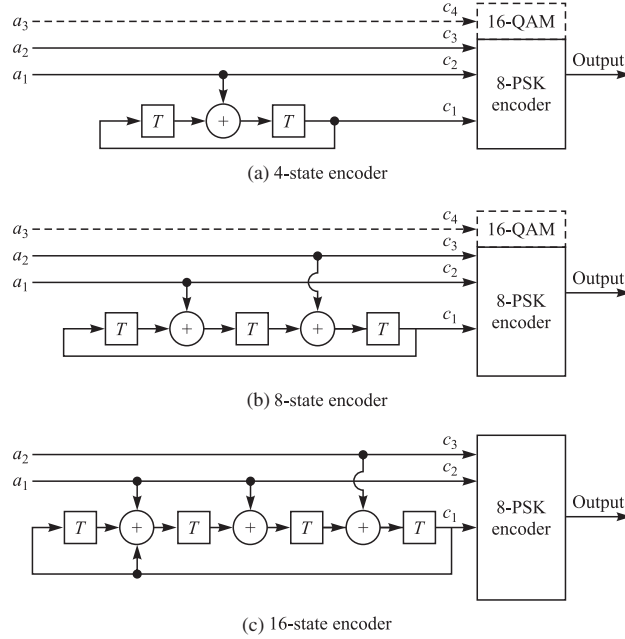 a₃ c₄ 16-QAM
a₂ c₃
a₁ c₂ 8-PSK encoder Output
T + T c₁
(a) 4-state encoder
a₃ c₄ 16-QAM
a₂ c₃
a₁ c₂ 8-PSK encoder Output
T + T + T c₁
(b) 8-state encoder
a₂ c₃
a₁ c₂ 8-PSK encoder Output
T + T + T + T c₁
(c) 16-state encoder